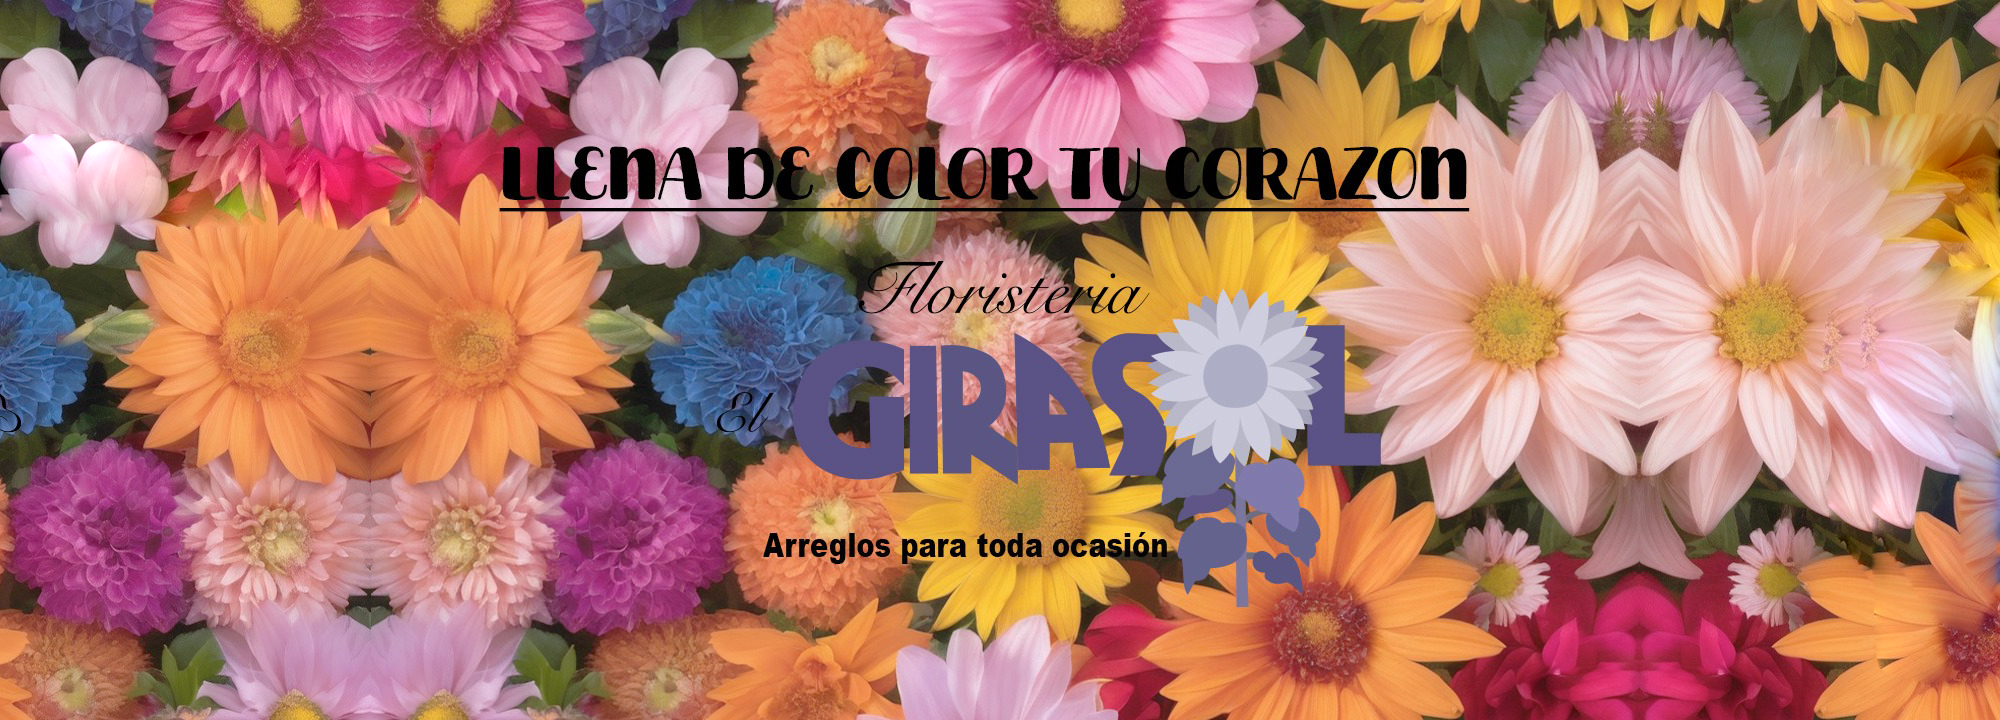 LLENA DE COLOR TU CORAZON
Floristeria
El GIRASOL
Arreglos para toda ocasión